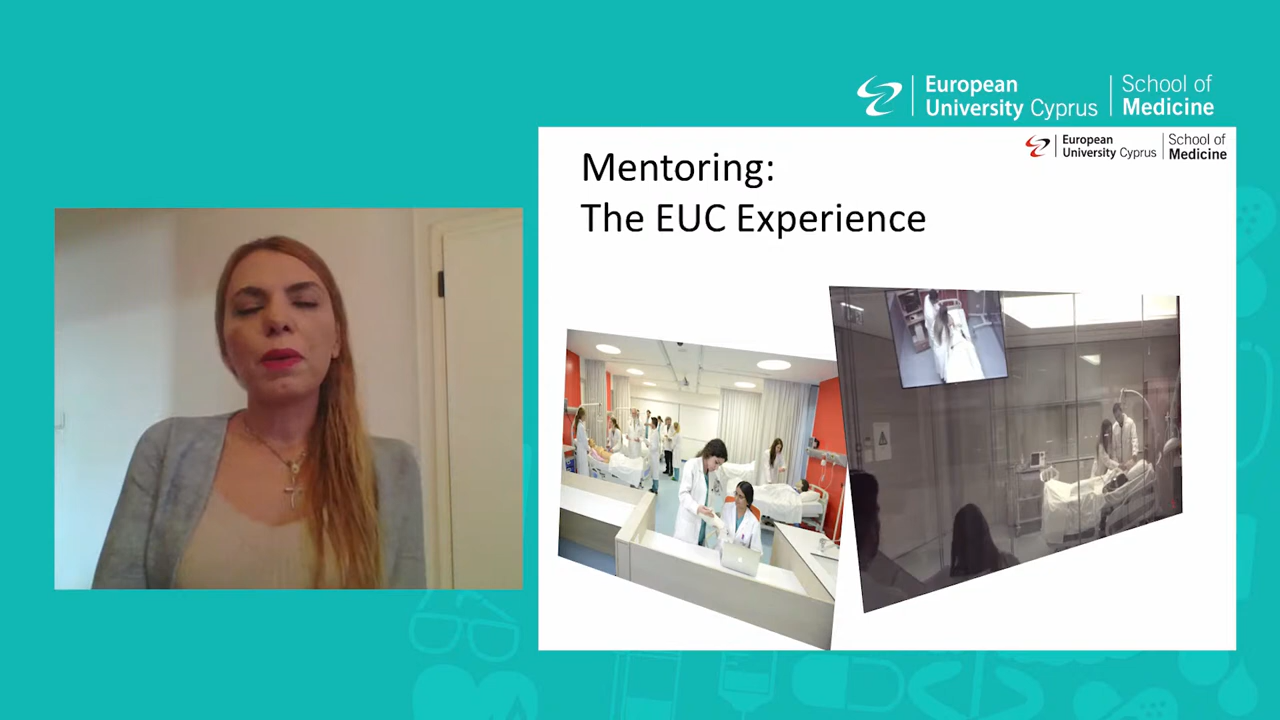 European
University Cyprus
School of
Medicine
European
University Cyprus
School of
Medicine
Mentoring:
The EUC Experience